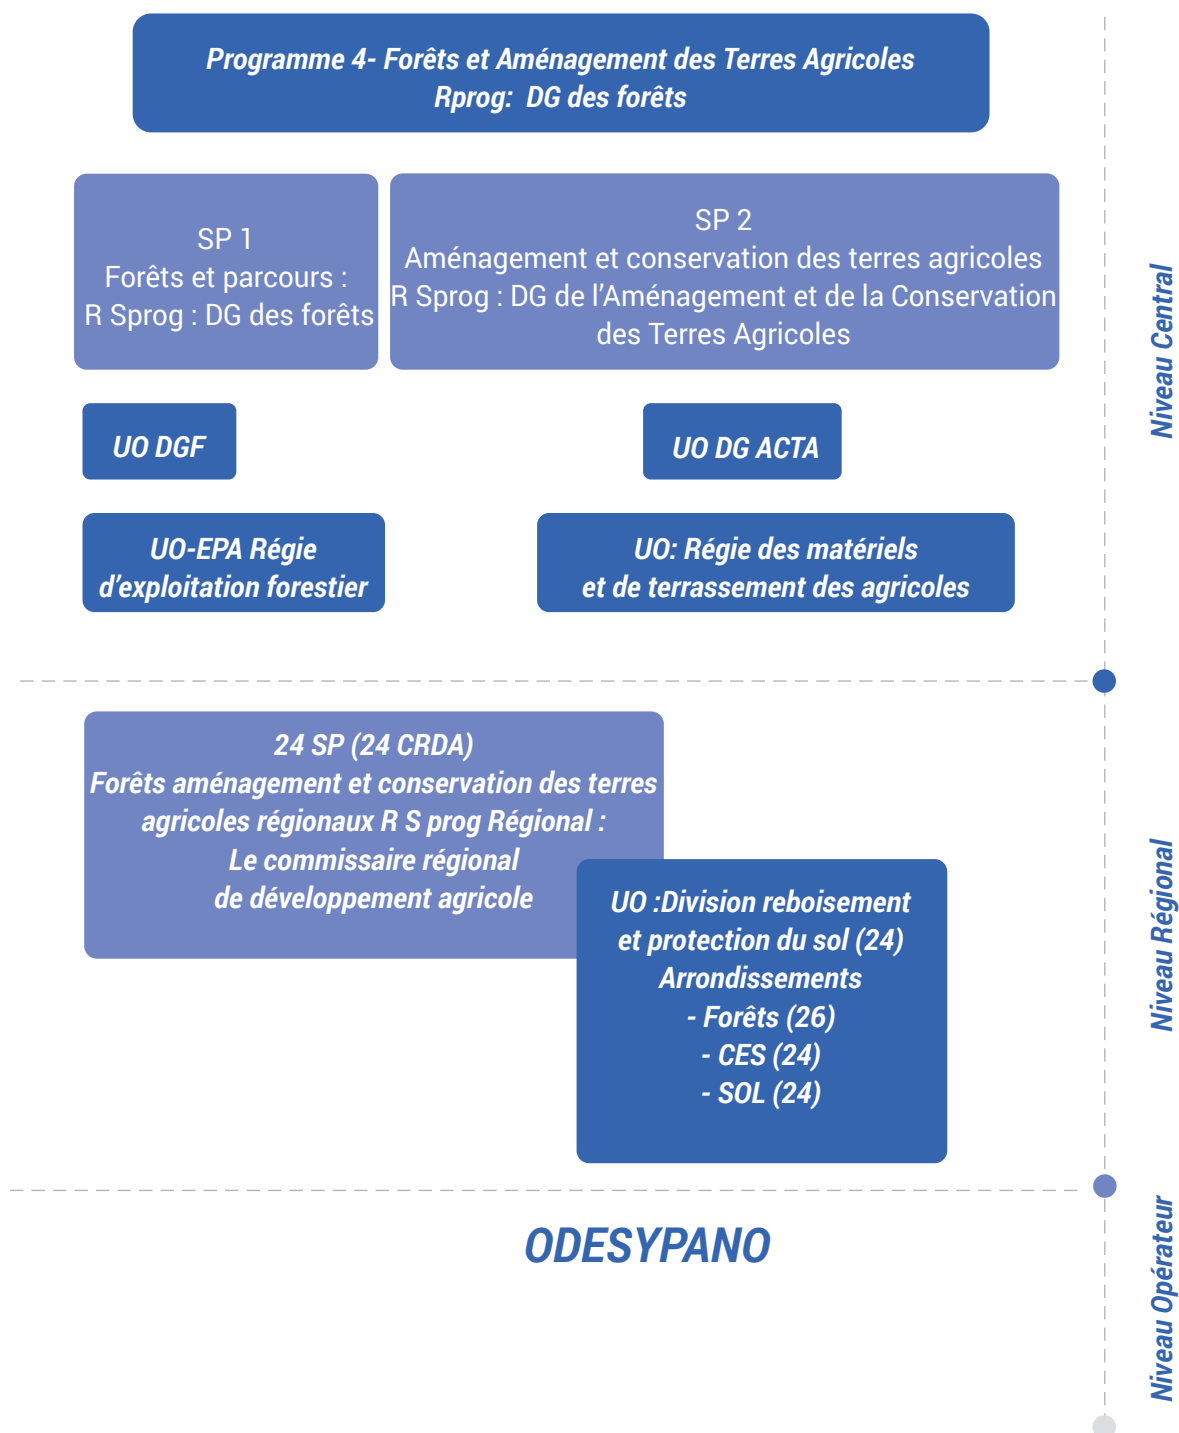 Programme 4- Forêts et Aménagement des Terres Agricoles
Rprog: DG des forêts
SP 1
Forêts et parcours :
R Sprog : DG des forêts
SP 2
Aménagement et conservation des terres agricoles
R Sprog : DG de l'Aménagement et de la Conservation
des Terres Agricoles
UO DGF
UO DG ACTA
UO-EPA Régie
d'exploitation forestier
UO: Régie des matériels
et de terrassement des agricoles
Niveau Central
24 SP (24 CRDA)
Forêts aménagement et conservation des terres
agricoles régionaux R S prog Régional :
Le commissaire régional
de développement agricole
UO :Division reboisement
et protection du sol (24)
Arrondissements
- Forêts (26)
- CES (24)
- SOL (24)
Niveau Régional
ODESYPANO
Niveau Opérateur